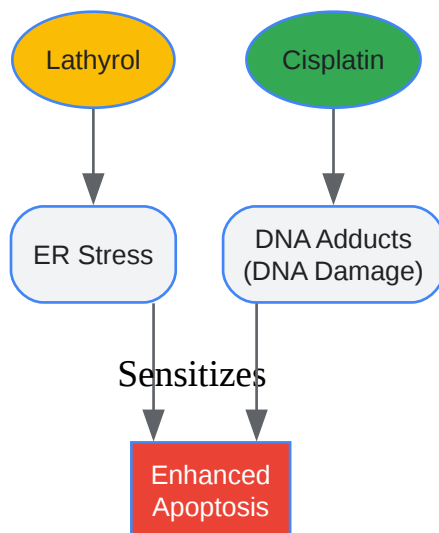 Lathyrol
Cisplatin
ER Stress
DNA Adducts
(DNA Damage)
Sensitizes
Enhanced
Apoptosis